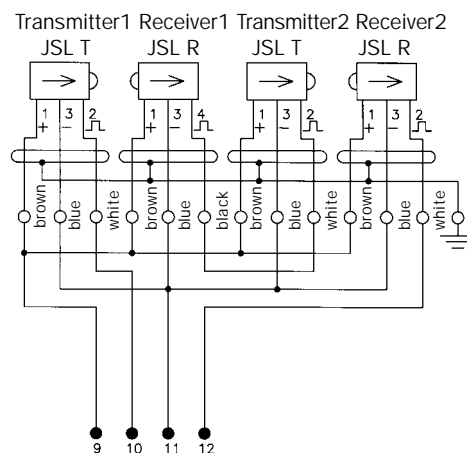 Transmitter1 Receiver1 Transmitter2 Receiver2
JSL T JSL R JSL T JSL R
1 3 2 1 3 4 1 3 2 1 3 2
+ − + − + − + −
brown blue white brown blue black brown blue white brown blue white
9 10 11 12